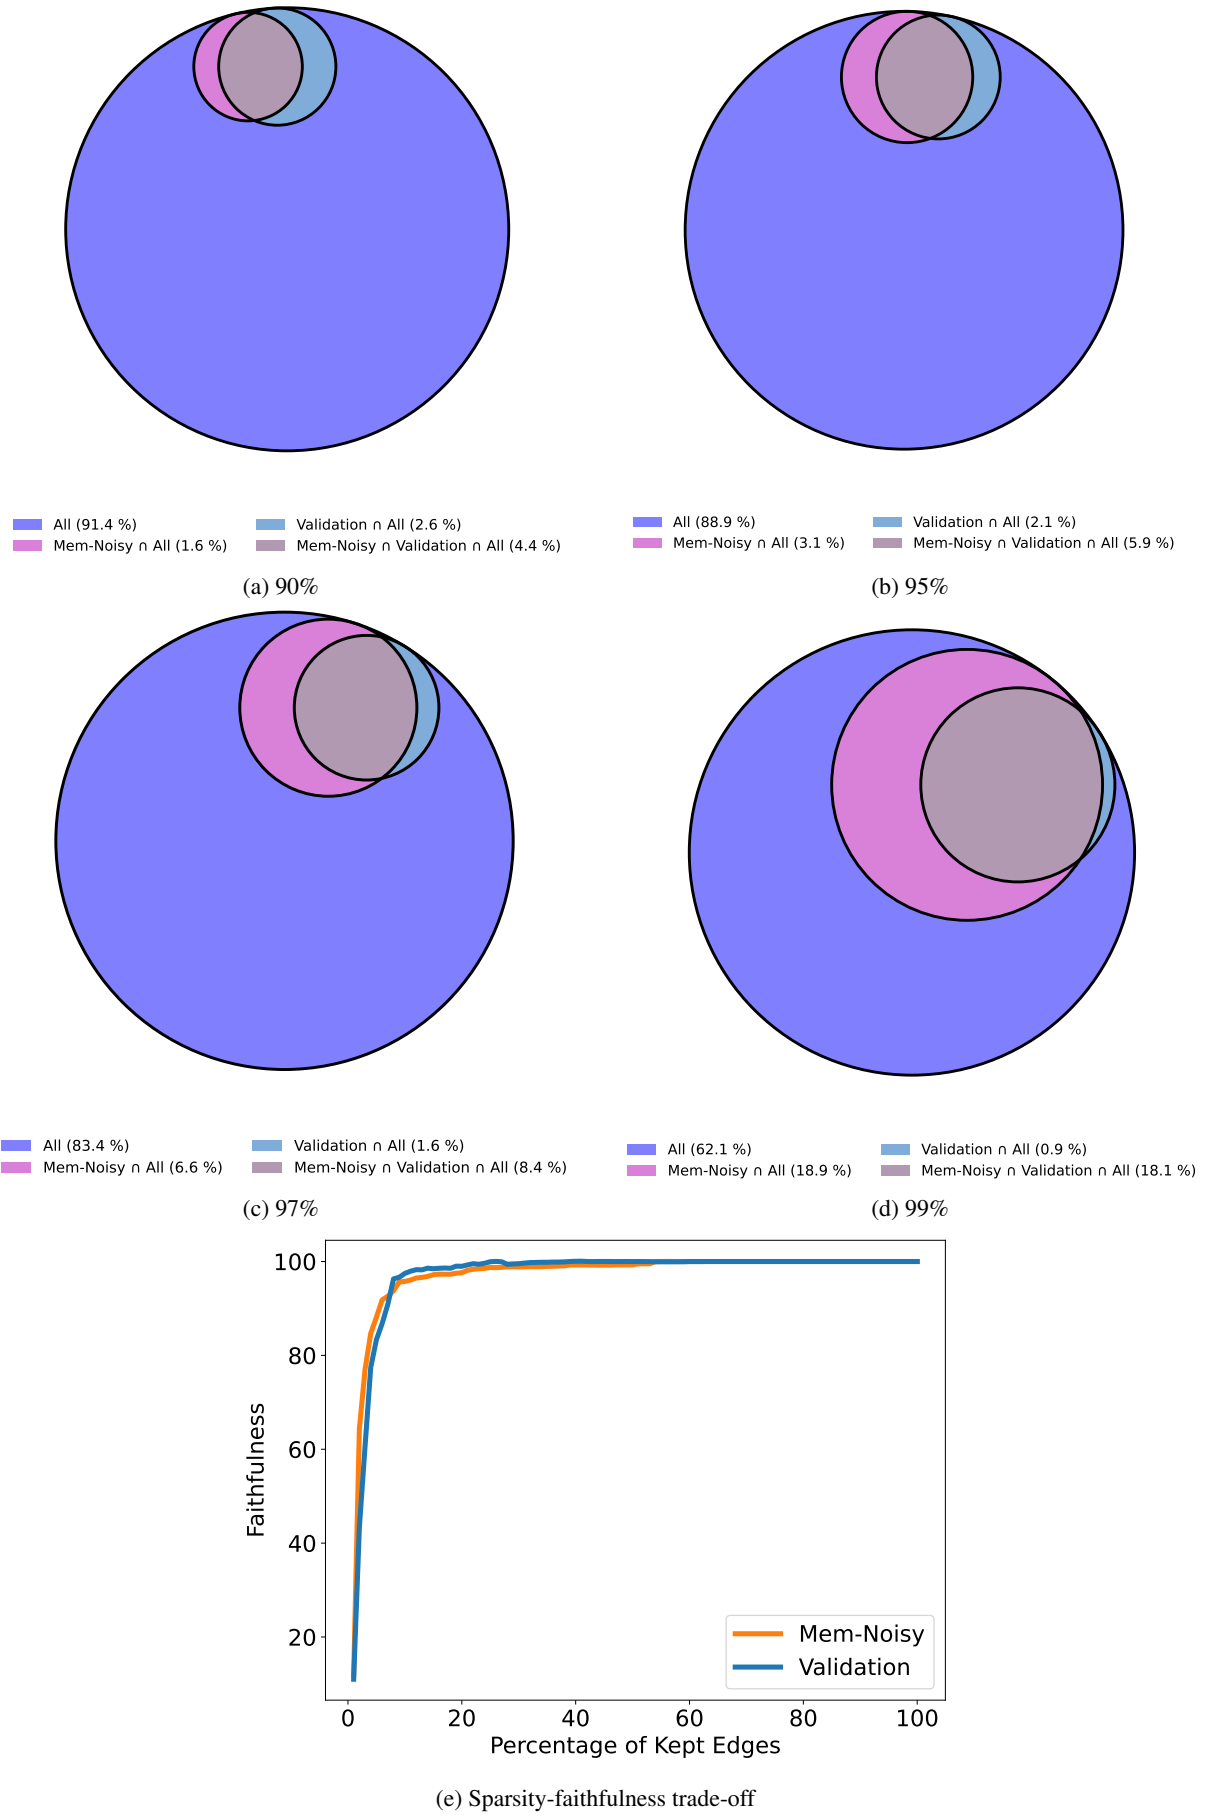 All (91.4 %)
Validation ∩ All (2.6 %)
Mem-Noisy ∩ All (1.6 %)
Mem-Noisy ∩ Validation ∩ All (4.4 %)
(a) 90%
All (88.9 %)
Validation ∩ All (2.1 %)
Mem-Noisy ∩ All (3.1 %)
Mem-Noisy ∩ Validation ∩ All (5.9 %)
(b) 95%
All (83.4 %)
Validation ∩ All (1.6 %)
Mem-Noisy ∩ All (6.6 %)
Mem-Noisy ∩ Validation ∩ All (8.4 %)
(c) 97%
All (62.1 %)
Validation ∩ All (0.9 %)
Mem-Noisy ∩ All (18.9 %)
Mem-Noisy ∩ Validation ∩ All (18.1 %)
(d) 99%
100
80
60
40
20
Faithfulness
Mem-Noisy
Validation
0 20 40 60 80 100
Percentage of Kept Edges
(e) Sparsity-faithfulness trade-off